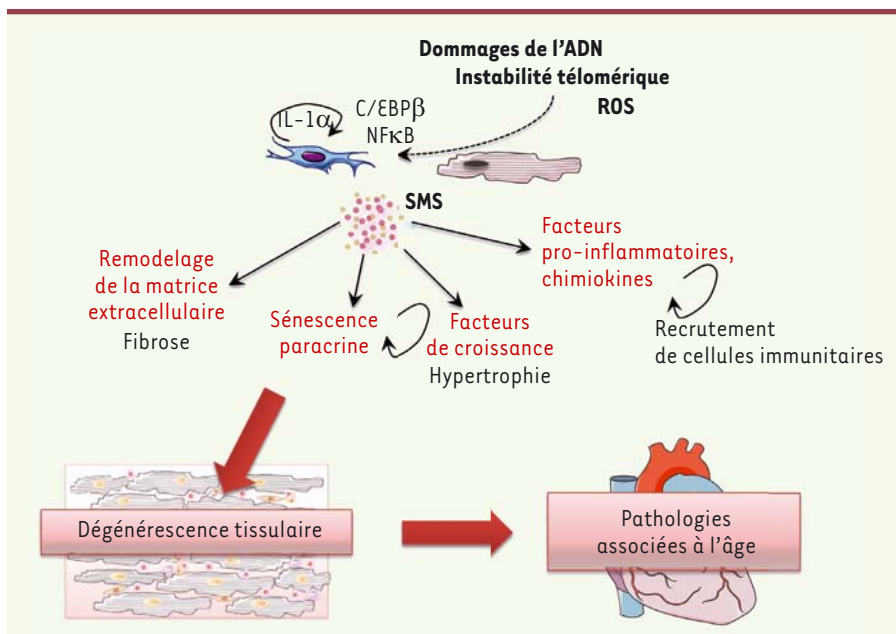 Dommages de l’ADN
Instabilité télomérique
ROS
IL-1α
C/EBPβ
NFκB
SMS
Facteurs
pro-inflammatoires,
chimiokines
Remodelage
de la matrice
extracellulaire
Fibrose
Sénescence
paracrine
Facteurs
de croissance
Hypertrophie
Recrutement
de cellules immunitaires
Dégénérescence tissulaire
Pathologies
associées à l’âge